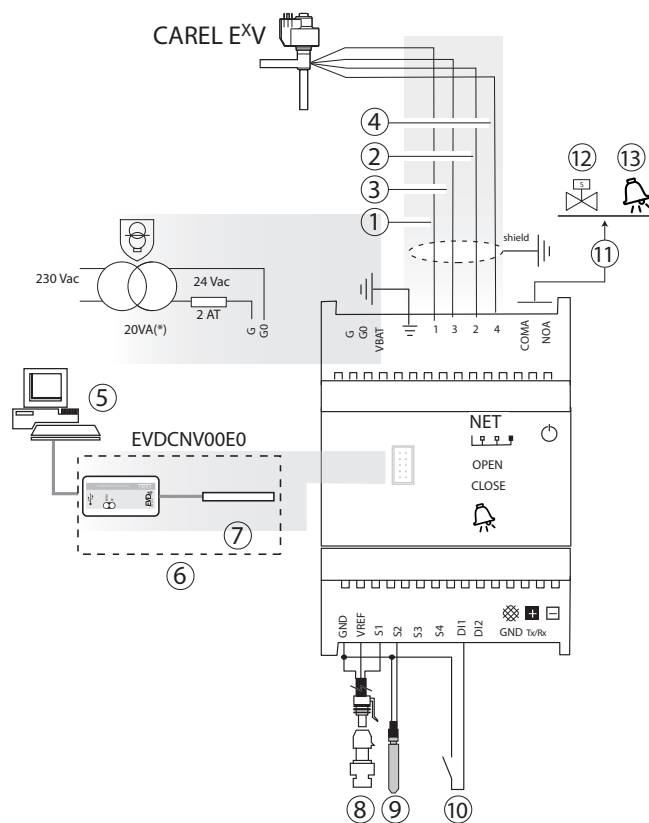 CAREL EXV
4
2
3
1
12
13
shield
11
230 Vac
24 Vac
2 AT
20VA(*)
G
G0
G
G0
VBAT
1
3
2
4
COMA
NOA
5
EVDCNV00E0
NET
OPEN
CLOSE
7
6
GND
VREF
S1
S2
S3
S4
DI1
DI2
GND Tx/Rx
8
9
10
S